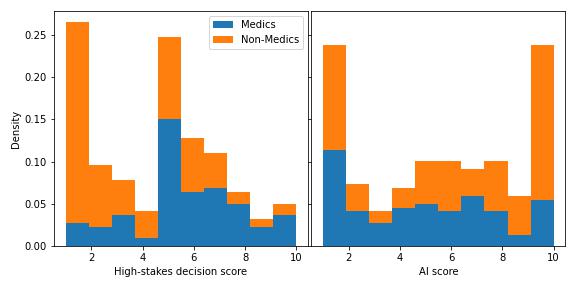 Medics
Non-Medics
Density
0.25
0.20
0.15
0.10
0.05
0.00
2 4 6 8 10
2 4 6 8 10
High-stakes decision score
AI score